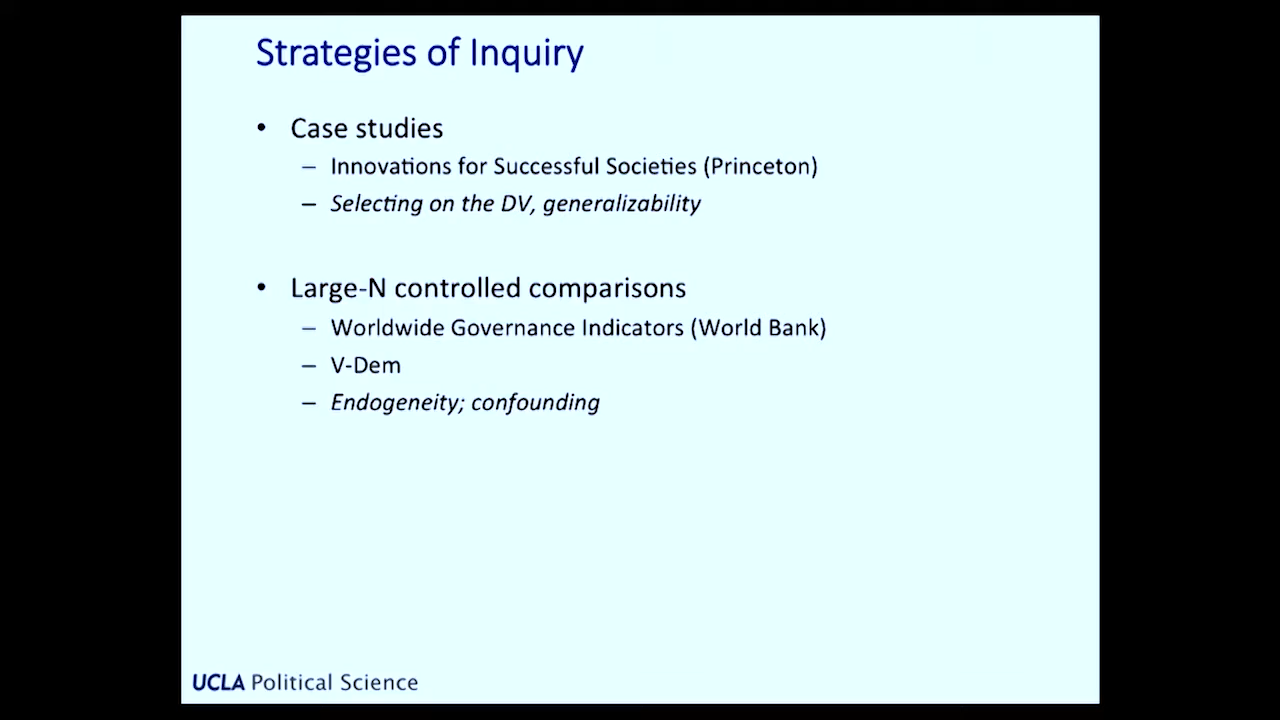 Strategies of Inquiry
• Case studies
– Innovations for Successful Societies (Princeton)
– Selecting on the DV, generalizability
• Large-N controlled comparisons
– Worldwide Governance Indicators (World Bank)
– V-Dem
– Endogeneity; confounding
UCLA Political Science